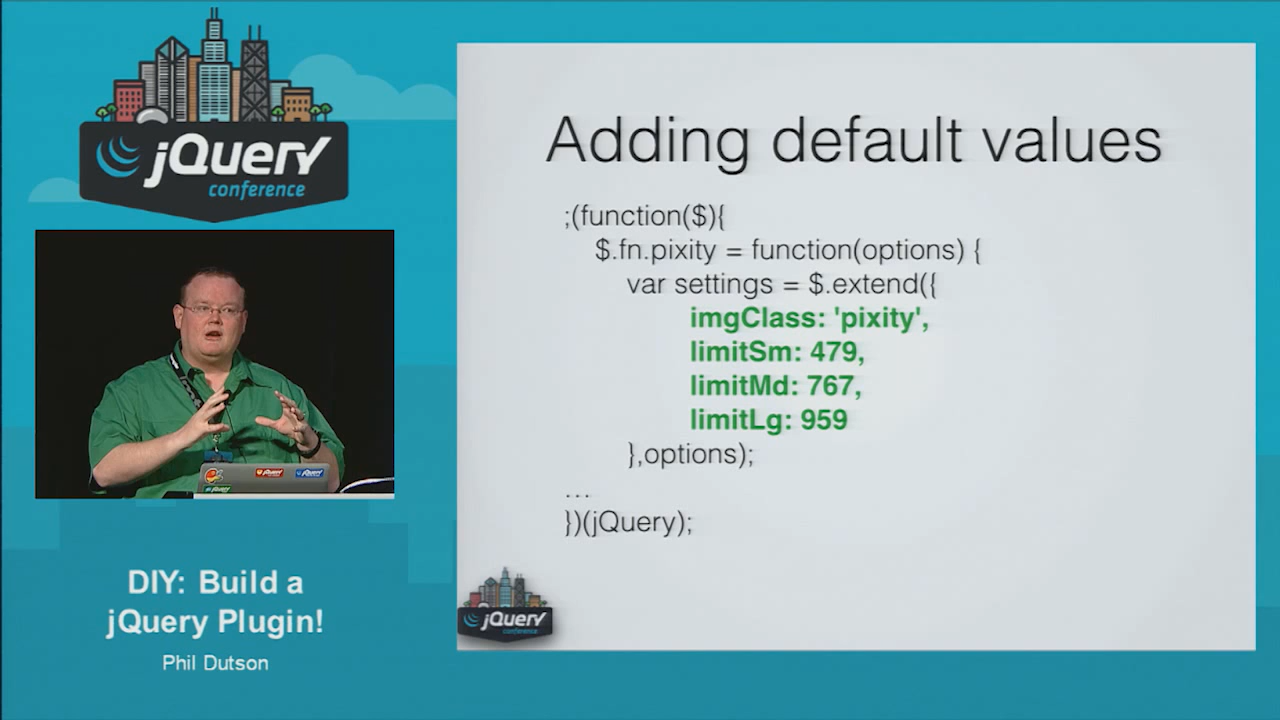 jQuery
conference
DIY: Build a
jQuery Plugin!
Phil Dutson
Adding default values
;(function($){
$.fn.pixity = function(options) {
var settings = $.extend({
imgClass: 'pixity',
limitSm: 479,
limitMd: 767,
limitLg: 959
},options);
...
})(jQuery);
jQuery
conference